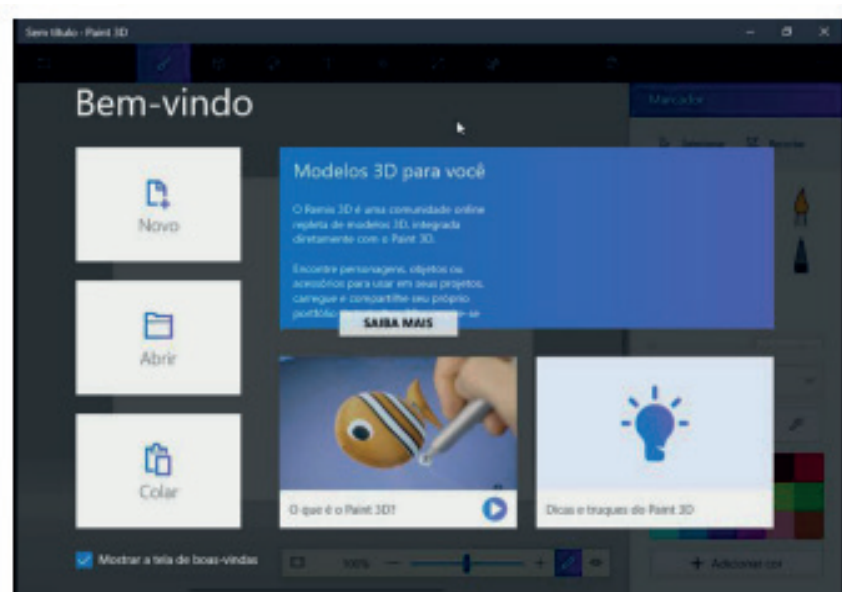 Sem título - Paint 3D
Bem-vindo
Marcador
Selecionar
Recortar
Novo
Modelos 3D para você
O Remix 3D é uma comunidade online
repleta de modelos 3D, integrada
diretamente com o Paint 3D.
Encontre personagens, objetos ou
acessórios para usar em seus projetos,
carregue e compartilhe seu próprio
portfólio
SAIBA MAIS
Abrir
Colar
O que é o Paint 3D?
Dicas e truques do Paint 3D
Mostrar a tela de boas-vindas
100%
Adicionar cor